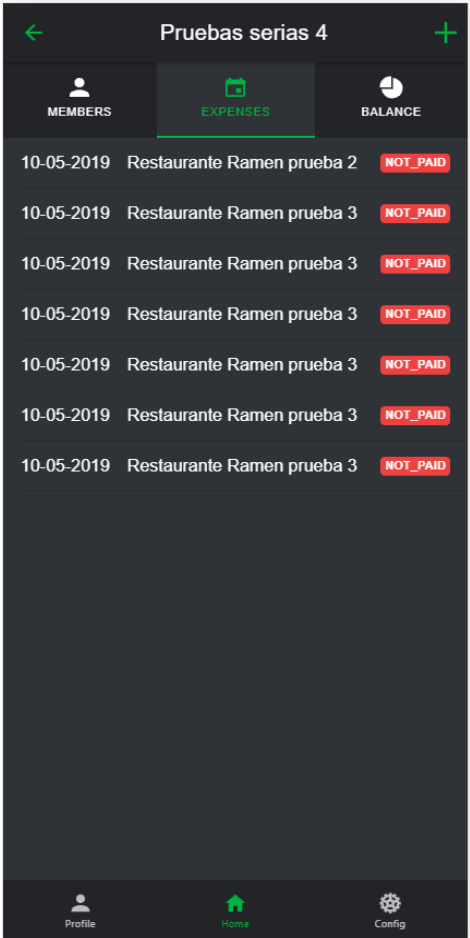 Pruebas serias 4
MEMBERS EXPENSES BALANCE
10-05-2019 Restaurante Ramen prueba 2 NOT_PAID
10-05-2019 Restaurante Ramen prueba 3 NOT_PAID
10-05-2019 Restaurante Ramen prueba 3 NOT_PAID
10-05-2019 Restaurante Ramen prueba 3 NOT_PAID
10-05-2019 Restaurante Ramen prueba 3 NOT_PAID
10-05-2019 Restaurante Ramen prueba 3 NOT_PAID
10-05-2019 Restaurante Ramen prueba 3 NOT_PAID
Profile Home Config